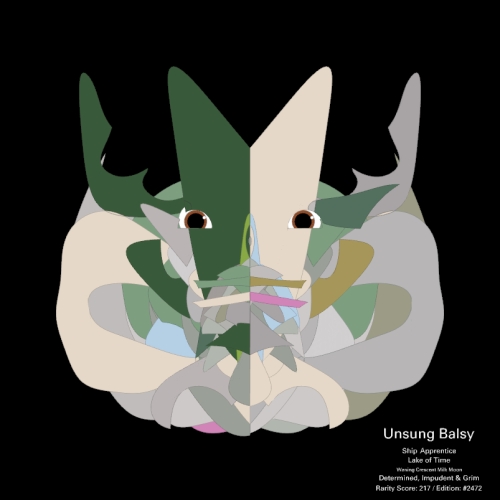 Unsung Balsy
Ship Apprentice
Lake of Time
Waning Crescent Milk Moon
Determined, Impudent & Grim
Rarity Score: 217 / Edition: #2472